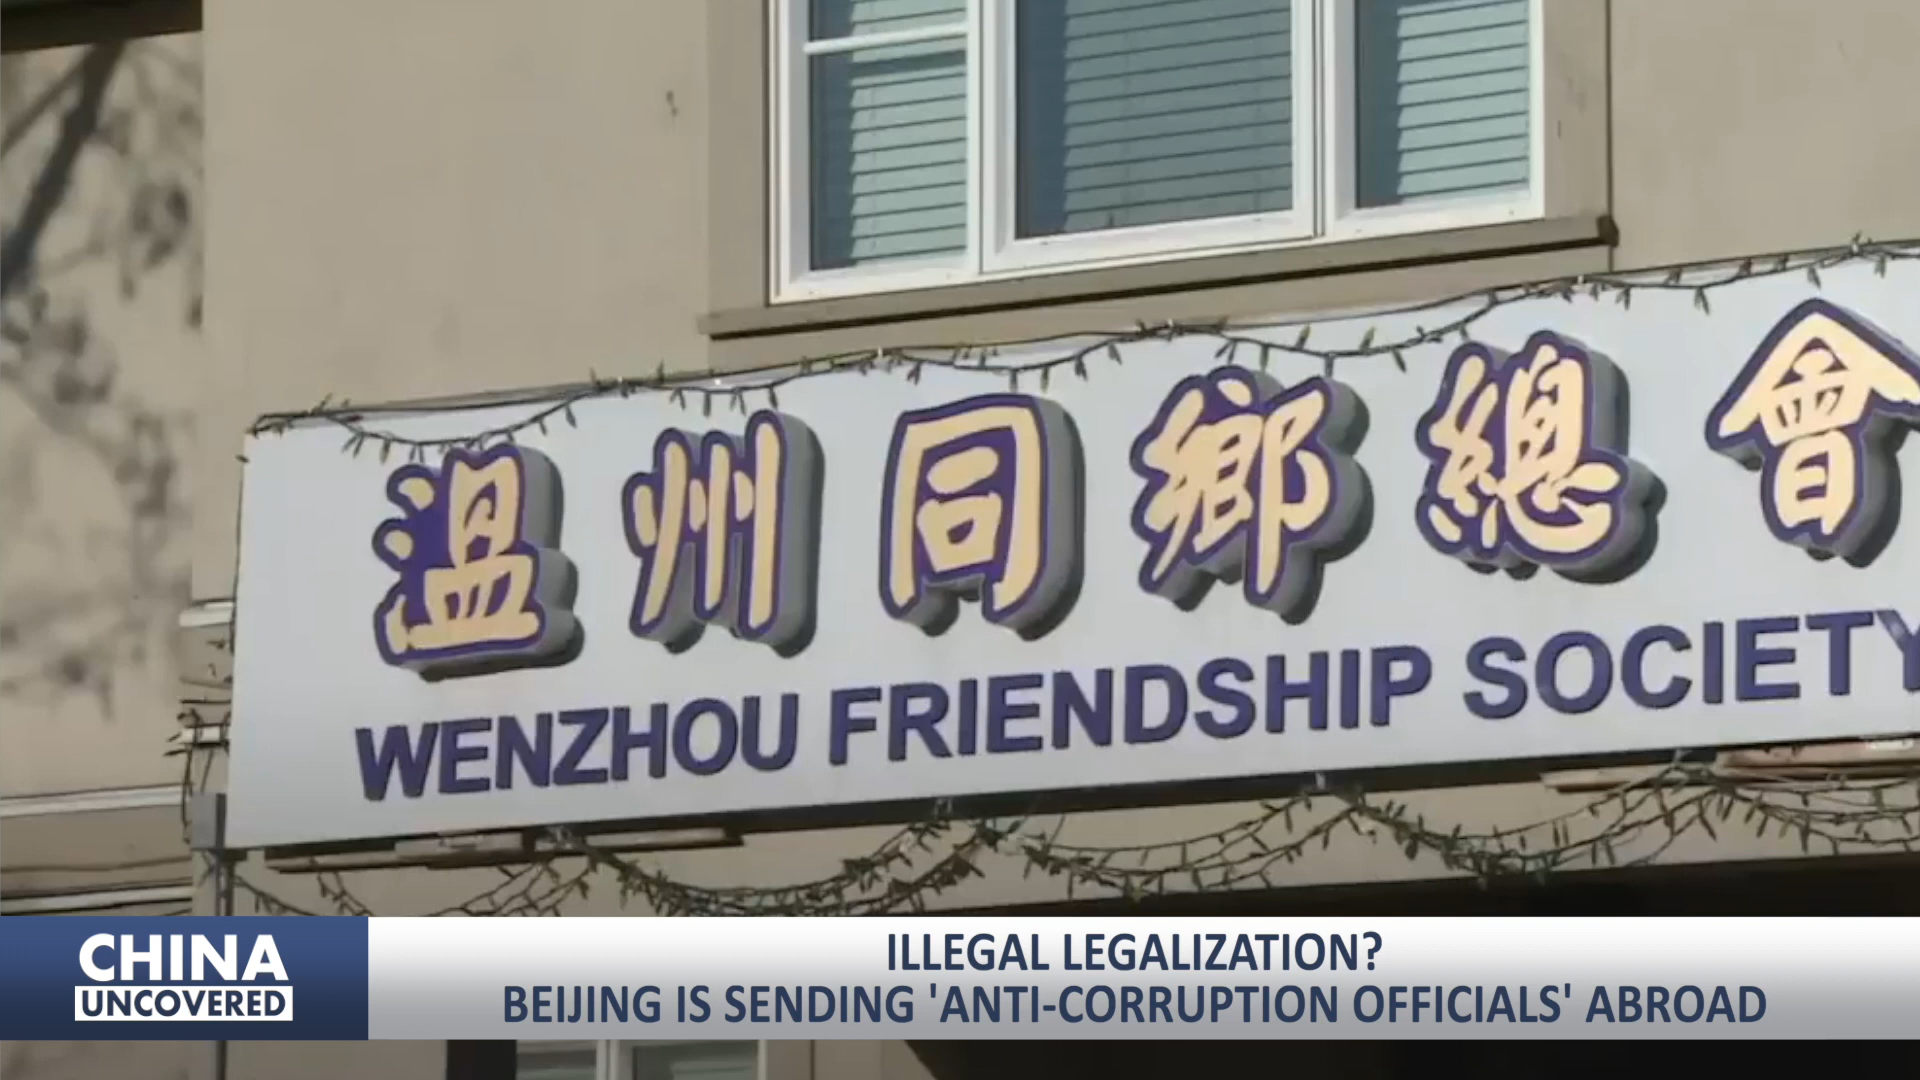 溫州同鄉總會
WENZHOU FRIENDSHIP SOCIETY
CHINA
UNCOVERED
ILLEGAL LEGALIZATION?
BEIJING IS SENDING 'ANTI-CORRUPTION OFFICIALS' ABROAD